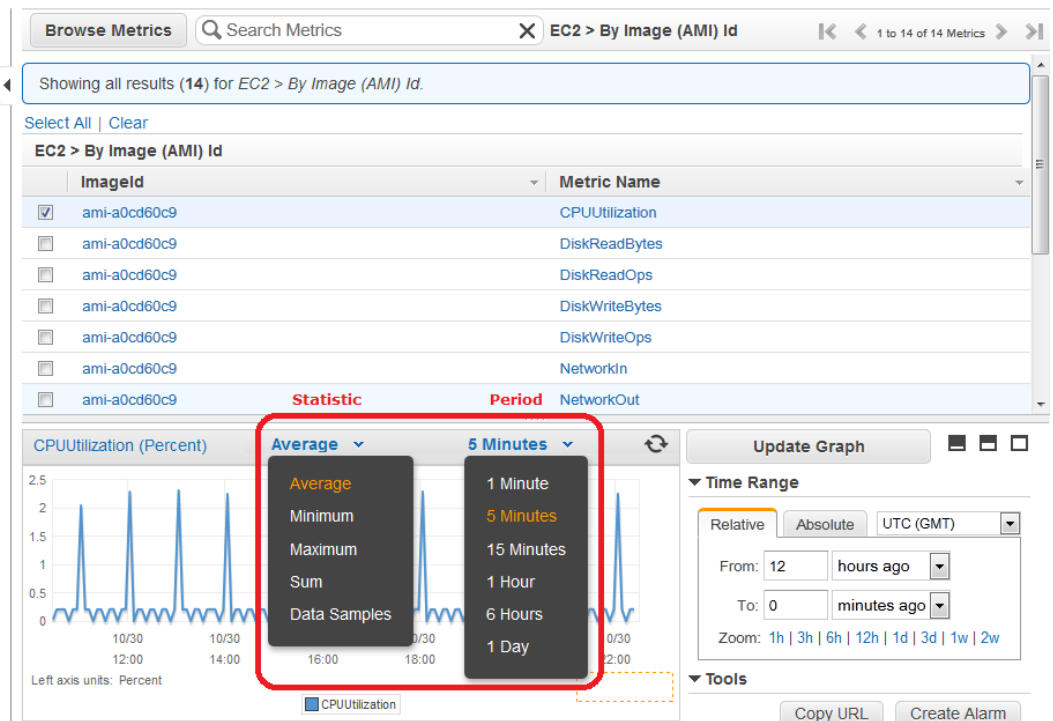 Browse Metrics Search Metrics EC2 > By Image (AMI) Id 1 to 14 of 14 Metrics
Showing all results (14) for EC2 > By Image (AMI) Id.
Select All | Clear
EC2 > By Image (AMI) Id
ImageId Metric Name
ami-a0cd60c9 CPUUtilization
ami-a0cd60c9 DiskReadBytes
ami-a0cd60c9 DiskReadOps
ami-a0cd60c9 DiskWriteBytes
ami-a0cd60c9 DiskWriteOps
ami-a0cd60c9 NetworkIn
ami-a0cd60c9 Statistic Period NetworkOut
CPUUtilization (Percent) Average 5 Minutes
2.5
2
1.5
1
0.5
0
10/30 10/30 0/30 0/30
12:00 14:00 16:00 18:00 22:00
Left axis units: Percent
CPUUtilization
Average
Minimum
Maximum
Sum
Data Samples
1 Minute
5 Minutes
15 Minutes
1 Hour
6 Hours
1 Day
Update Graph
Time Range
Relative Absolute UTC (GMT)
From: 12 hours ago
To: 0 minutes ago
Zoom: 1h | 3h | 6h | 12h | 1d | 3d | 1w | 2w
Tools
Copy URL Create Alarm